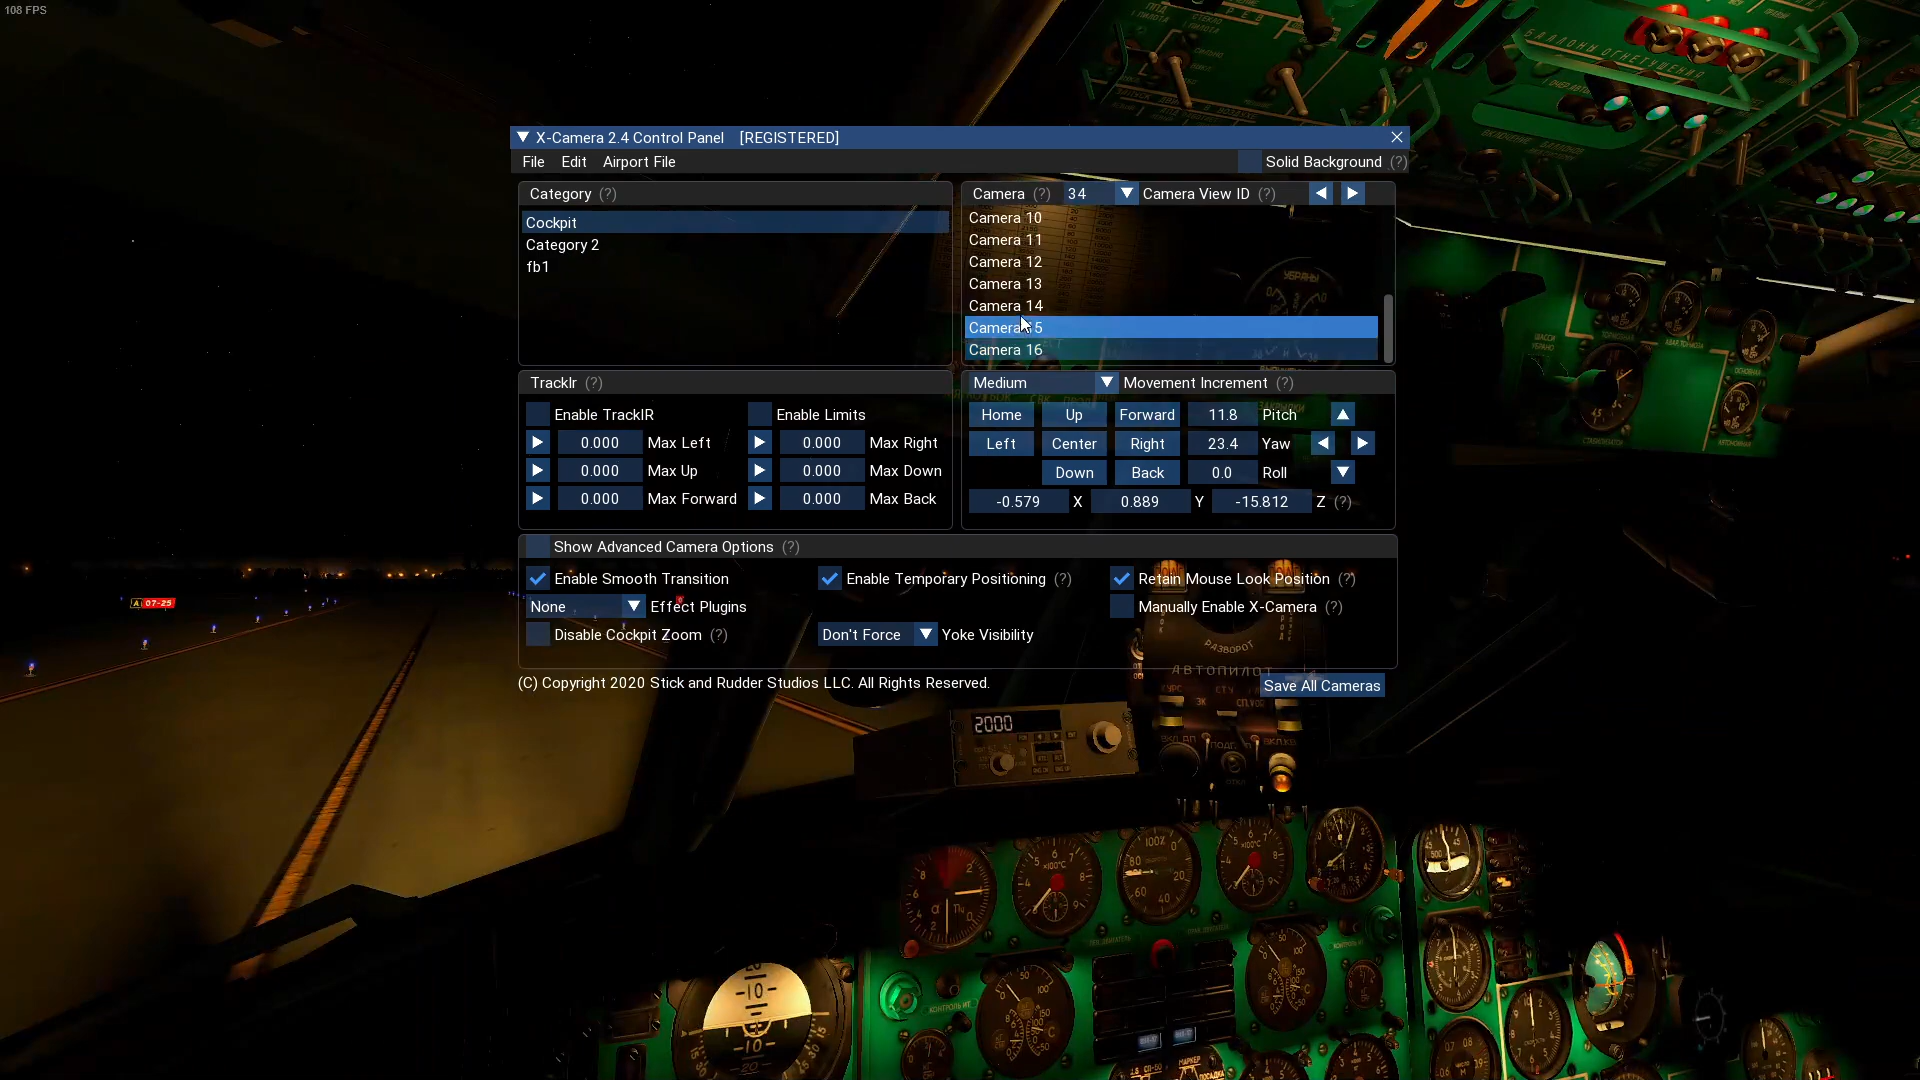 108 FPS
X-Camera 2.4 Control Panel [REGISTERED]
File Edit Airport File Solid Background (?)
Category (?)
Cockpit
Category 2
fb1
Camera (?) 34 Camera View ID (?)
Camera 10
Camera 11
Camera 12
Camera 13
Camera 14
Camera 15
Camera 16
TrackIr (?)
Enable TrackIR Enable Limits
0.000 Max Left 0.000 Max Right
0.000 Max Up 0.000 Max Down
0.000 Max Forward 0.000 Max Back
Medium Movement Increment (?)
Home Up Forward 11.8 Pitch
Left Center Right 23.4 Yaw
Down Back 0.0 Roll
-0.579 X 0.889 Y -15.812 Z (?)
Show Advanced Camera Options (?)
Enable Smooth Transition Enable Temporary Positioning (?) Retain Mouse Look Position (?)
None Effect Plugins Manually Enable X-Camera (?)
Disable Cockpit Zoom (?) Don't Force Yoke Visibility
(C) Copyright 2020 Stick and Rudder Studios LLC. All Rights Reserved.
Save All Cameras
A 07-25
БАЛЛОНЫ ОГНЕТУШЕНИЯ
УБРАНЫ
РАЗВОРОТ
АВТОПИЛОТ
2000
МАРКЕР